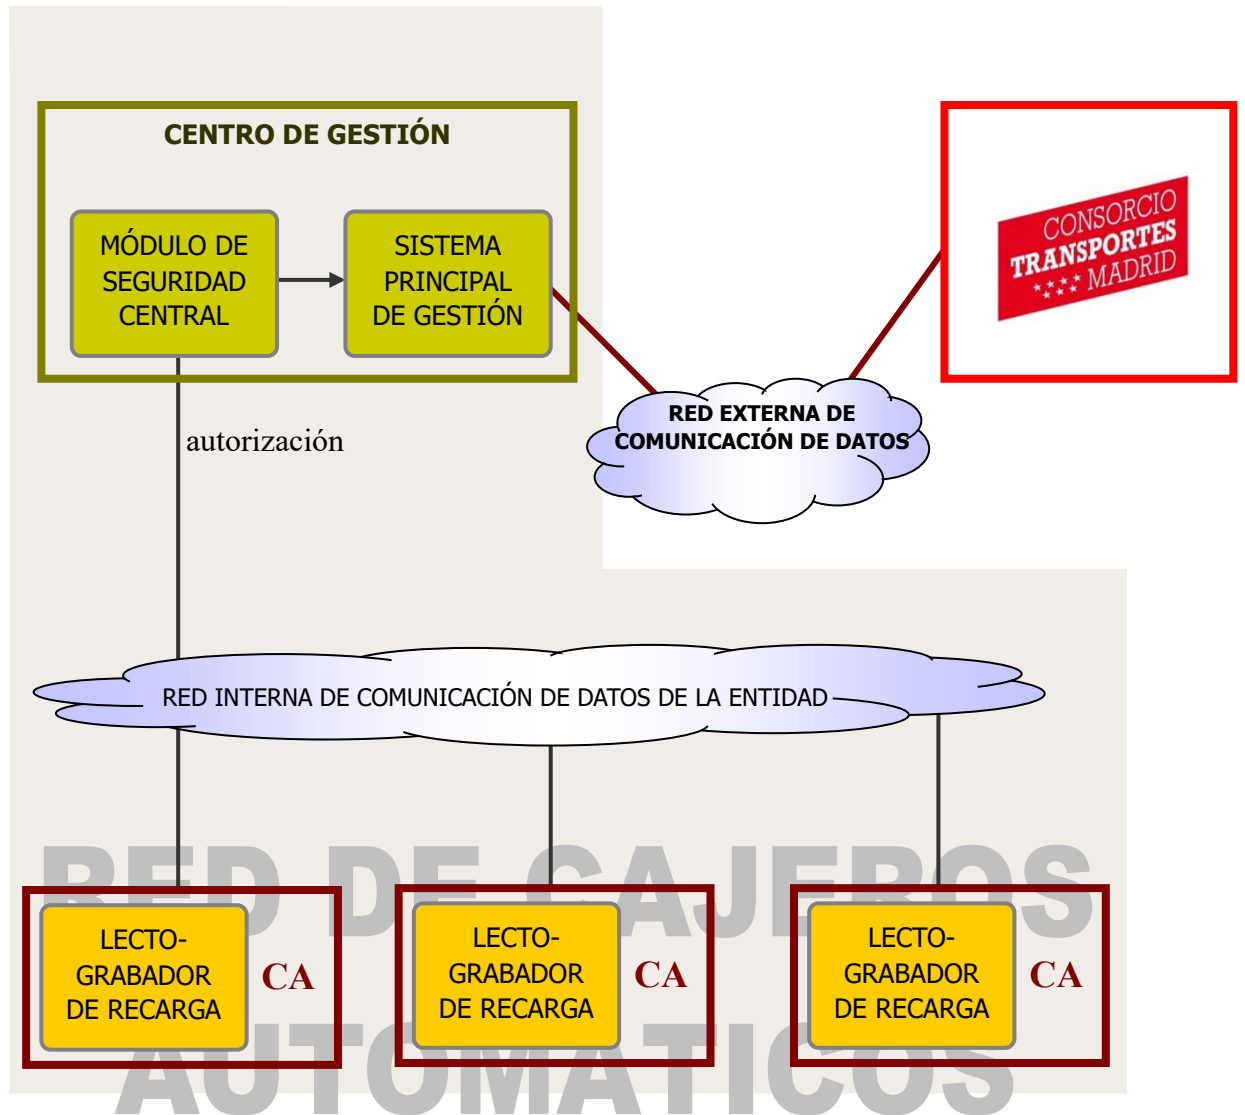 CENTRO DE GESTIÓN
MÓDULO DE
SEGURIDAD
CENTRAL
SISTEMA
PRINCIPAL
DE GESTIÓN
CONSORCIO
TRANSPORTES
MADRID
RED EXTERNA DE
COMUNICACIÓN DE DATOS
autorización
RED INTERNA DE COMUNICACIÓN DE DATOS DE LA ENTIDAD
RED DE CAJEROS
LECTO-
GRABADOR
DE RECARGA
CA
LECTO-
GRABADOR
DE RECARGA
CA
LECTO-
GRABADOR
DE RECARGA
CA
AUTOMATICOS